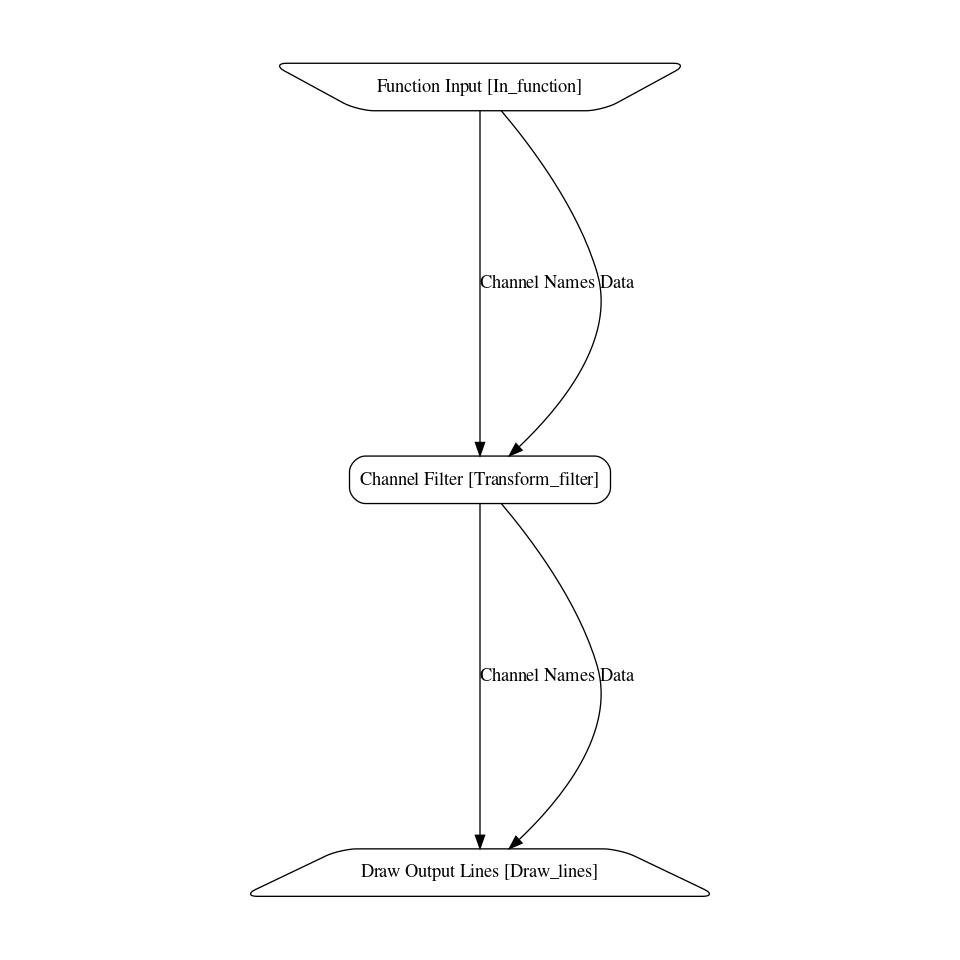 Function Input [In_function]
Channel Names Data
Channel Filter [Transform_filter]
Channel Names Data
Draw Output Lines [Draw_lines]